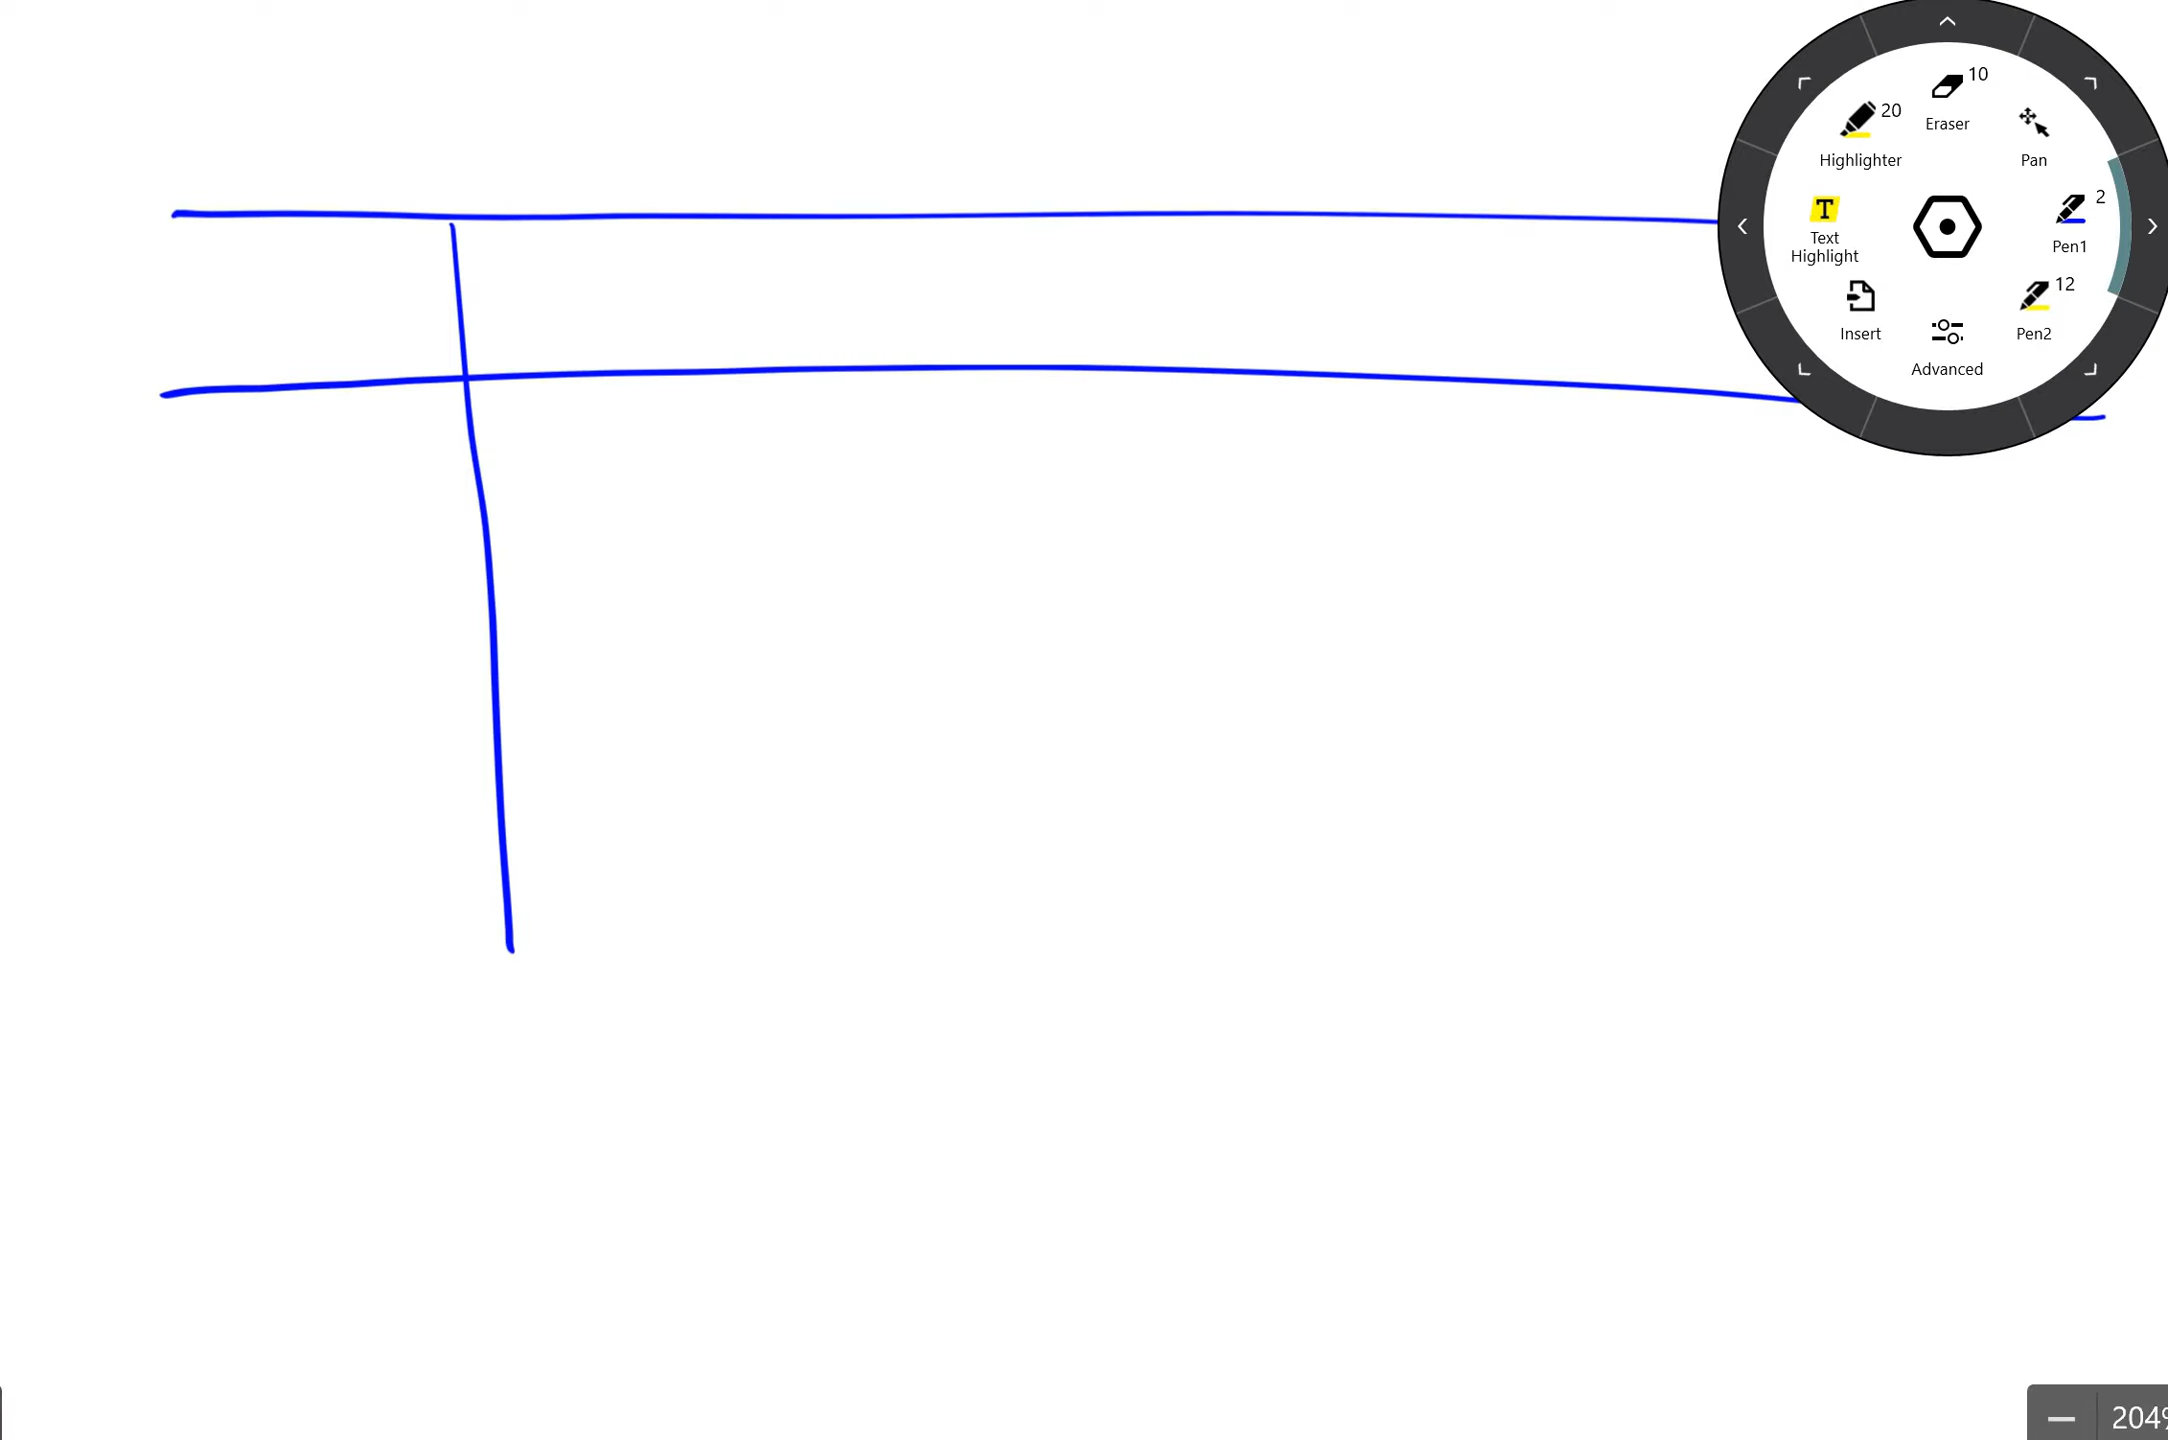 10
Eraser
20
Highlighter
Pan
T
Text
Highlight
2
Pen1
Insert
12
Pen2
Advanced
204%